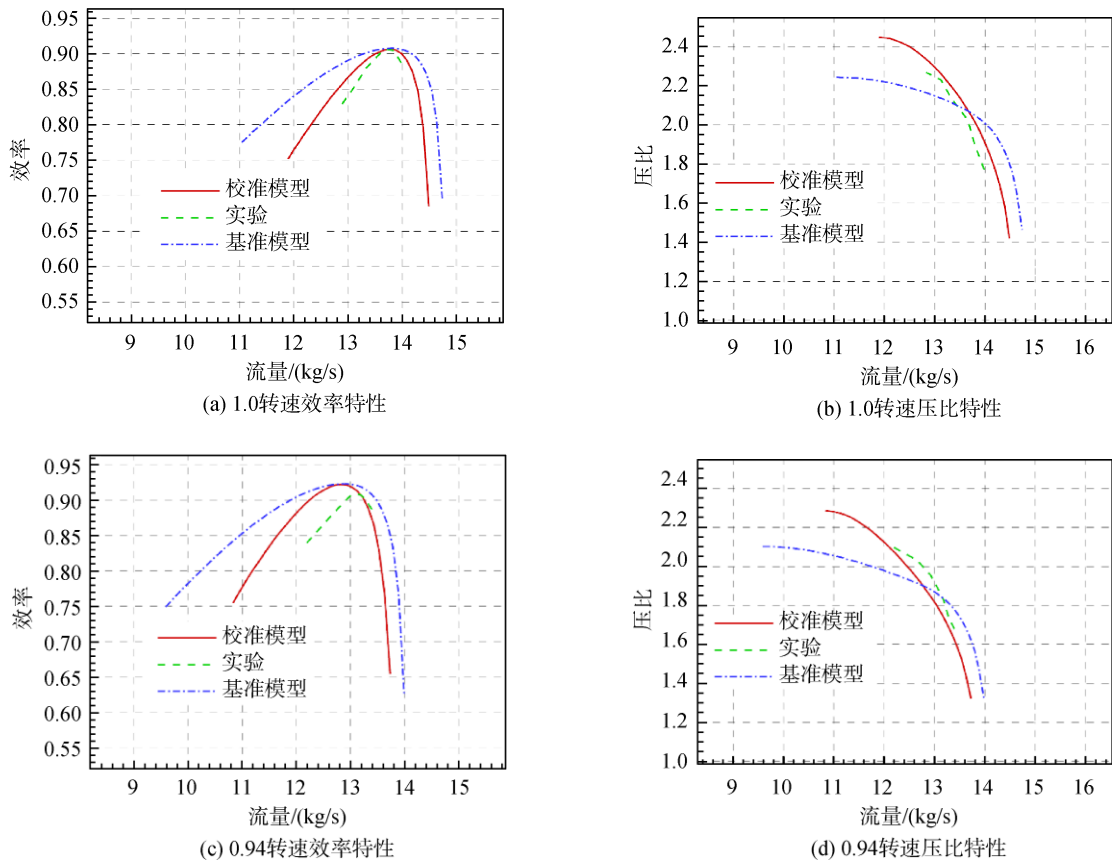 0.95
0.90
0.85
0.80
0.75
0.70
0.65
0.60
0.55
效率
校准模型
实验
基准模型
9 10 11 12 13 14 15
流量/(kg/s)
(a) 1.0转速效率特性
2.4
2.2
2.0
1.8
1.6
1.4
1.2
1.0
压比
校准模型
实验
基准模型
9 10 11 12 13 14 15 16
流量/(kg/s)
(b) 1.0转速压比特性
0.95
0.90
0.85
0.80
0.75
0.70
0.65
0.60
0.55
效率
校准模型
实验
基准模型
9 10 11 12 13 14 15
流量/(kg/s)
(c) 0.94转速效率特性
2.4
2.2
2.0
1.8
1.6
1.4
1.2
1.0
压比
校准模型
实验
基准模型
9 10 11 12 13 14 15 16
流量/(kg/s)
(d) 0.94转速压比特性